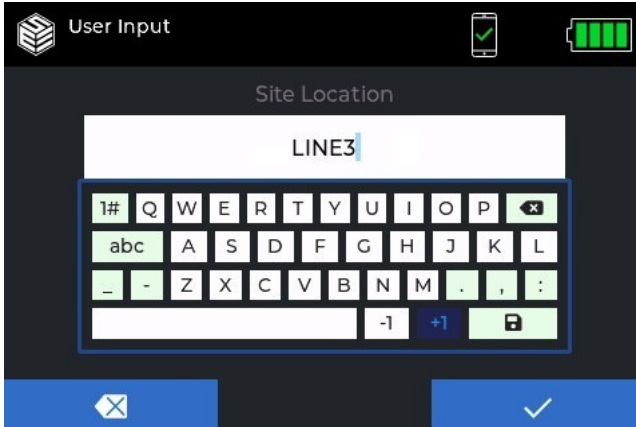 User Input
Site Location
LINE3
1# Q W E R T Y U I O P
abc A S D F G H J K L
_ - Z X C V B N M . , :
-1 +1